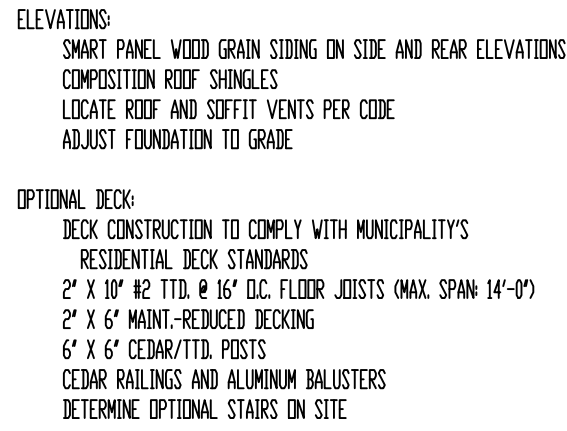 ELEVATIONS:
SMART PANEL WOOD GRAIN SIDING ON SIDE AND REAR ELEVATIONS
COMPOSITION ROOF SHINGLES
LOCATE ROOF AND SOFFIT VENTS PER CODE
ADJUST FOUNDATION TO GRADE
OPTIONAL DECK:
DECK CONSTRUCTION TO COMPLY WITH MUNICIPALITY'S
RESIDENTIAL DECK STANDARDS
2" X 10" #2 TTD. @ 16" O.C. FLOOR JOISTS (MAX. SPAN: 14'-0")
2" X 6" MAINT.-REDUCED DECKING
6" X 6" CEDAR/TTD. POSTS
CEDAR RAILINGS AND ALUMINUM BALUSTERS
DETERMINE OPTIONAL STAIRS ON SITE